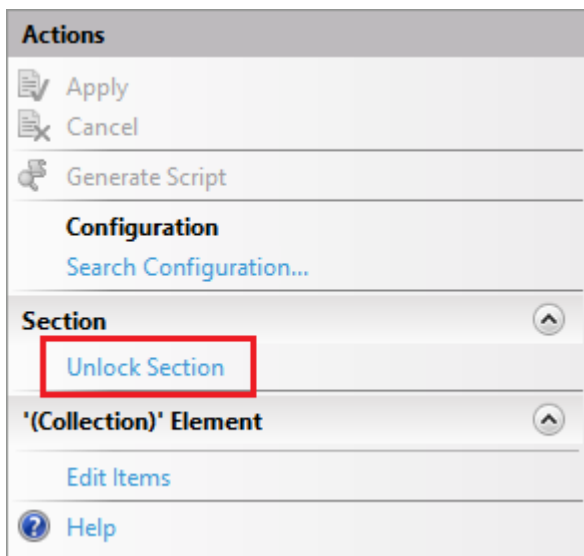 Actions
Apply
Cancel
Generate Script
Configuration
Search Configuration...
Section
Unlock Section
'(Collection)' Element
Edit Items
Help